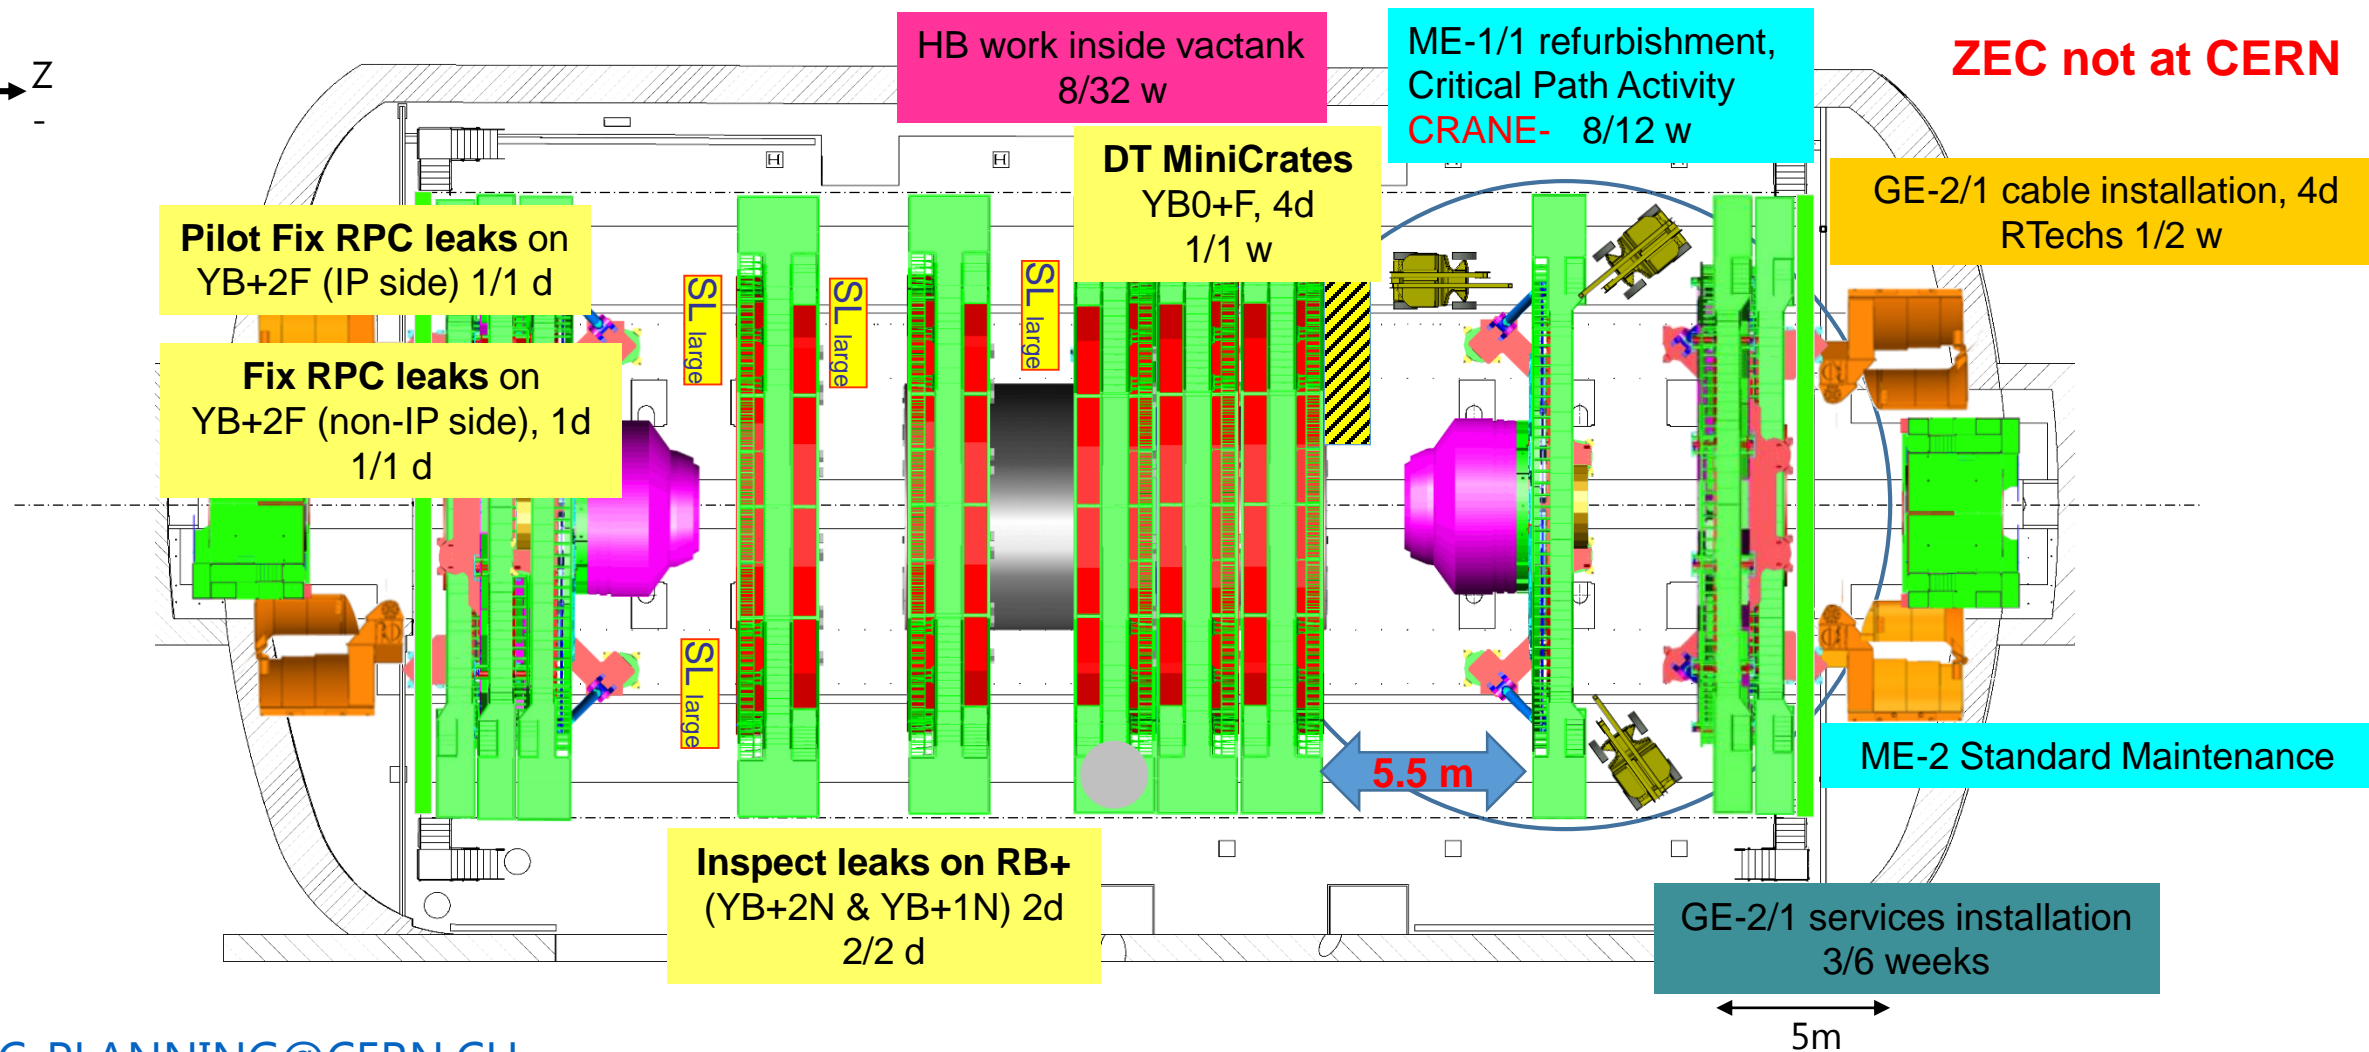 Z
-
HB work inside vactank
8/32 w
ME-1/1 refurbishment,
Critical Path Activity
CRANE- 8/12 w
ZEC not at CERN
DT MiniCrates
YB0+F, 4d
1/1 w
GE-2/1 cable installation, 4d
RTechs 1/2 w
Pilot Fix RPC leaks on
YB+2F (IP side) 1/1 d
Fix RPC leaks on
YB+2F (non-IP side), 1d
1/1 d
SL large
SL large
SL large
SL large
H
H
5.5 m
ME-2 Standard Maintenance
Inspect leaks on RB+
(YB+2N & YB+1N) 2d
2/2 d
GE-2/1 services installation
3/6 weeks
5m